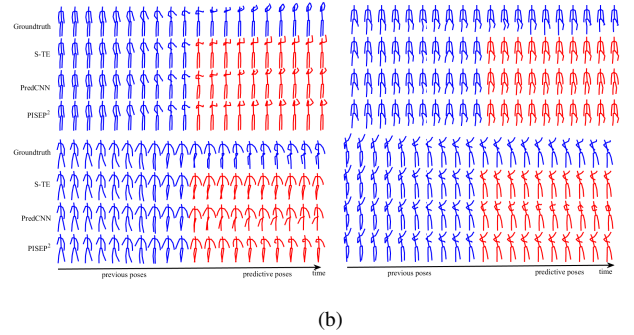 Groundtruth
S-TE
PredCNN
PISEP²
Groundtruth
S-TE
PredCNN
PISEP²
previous poses predictive poses time
previous poses predictive poses time
(b)